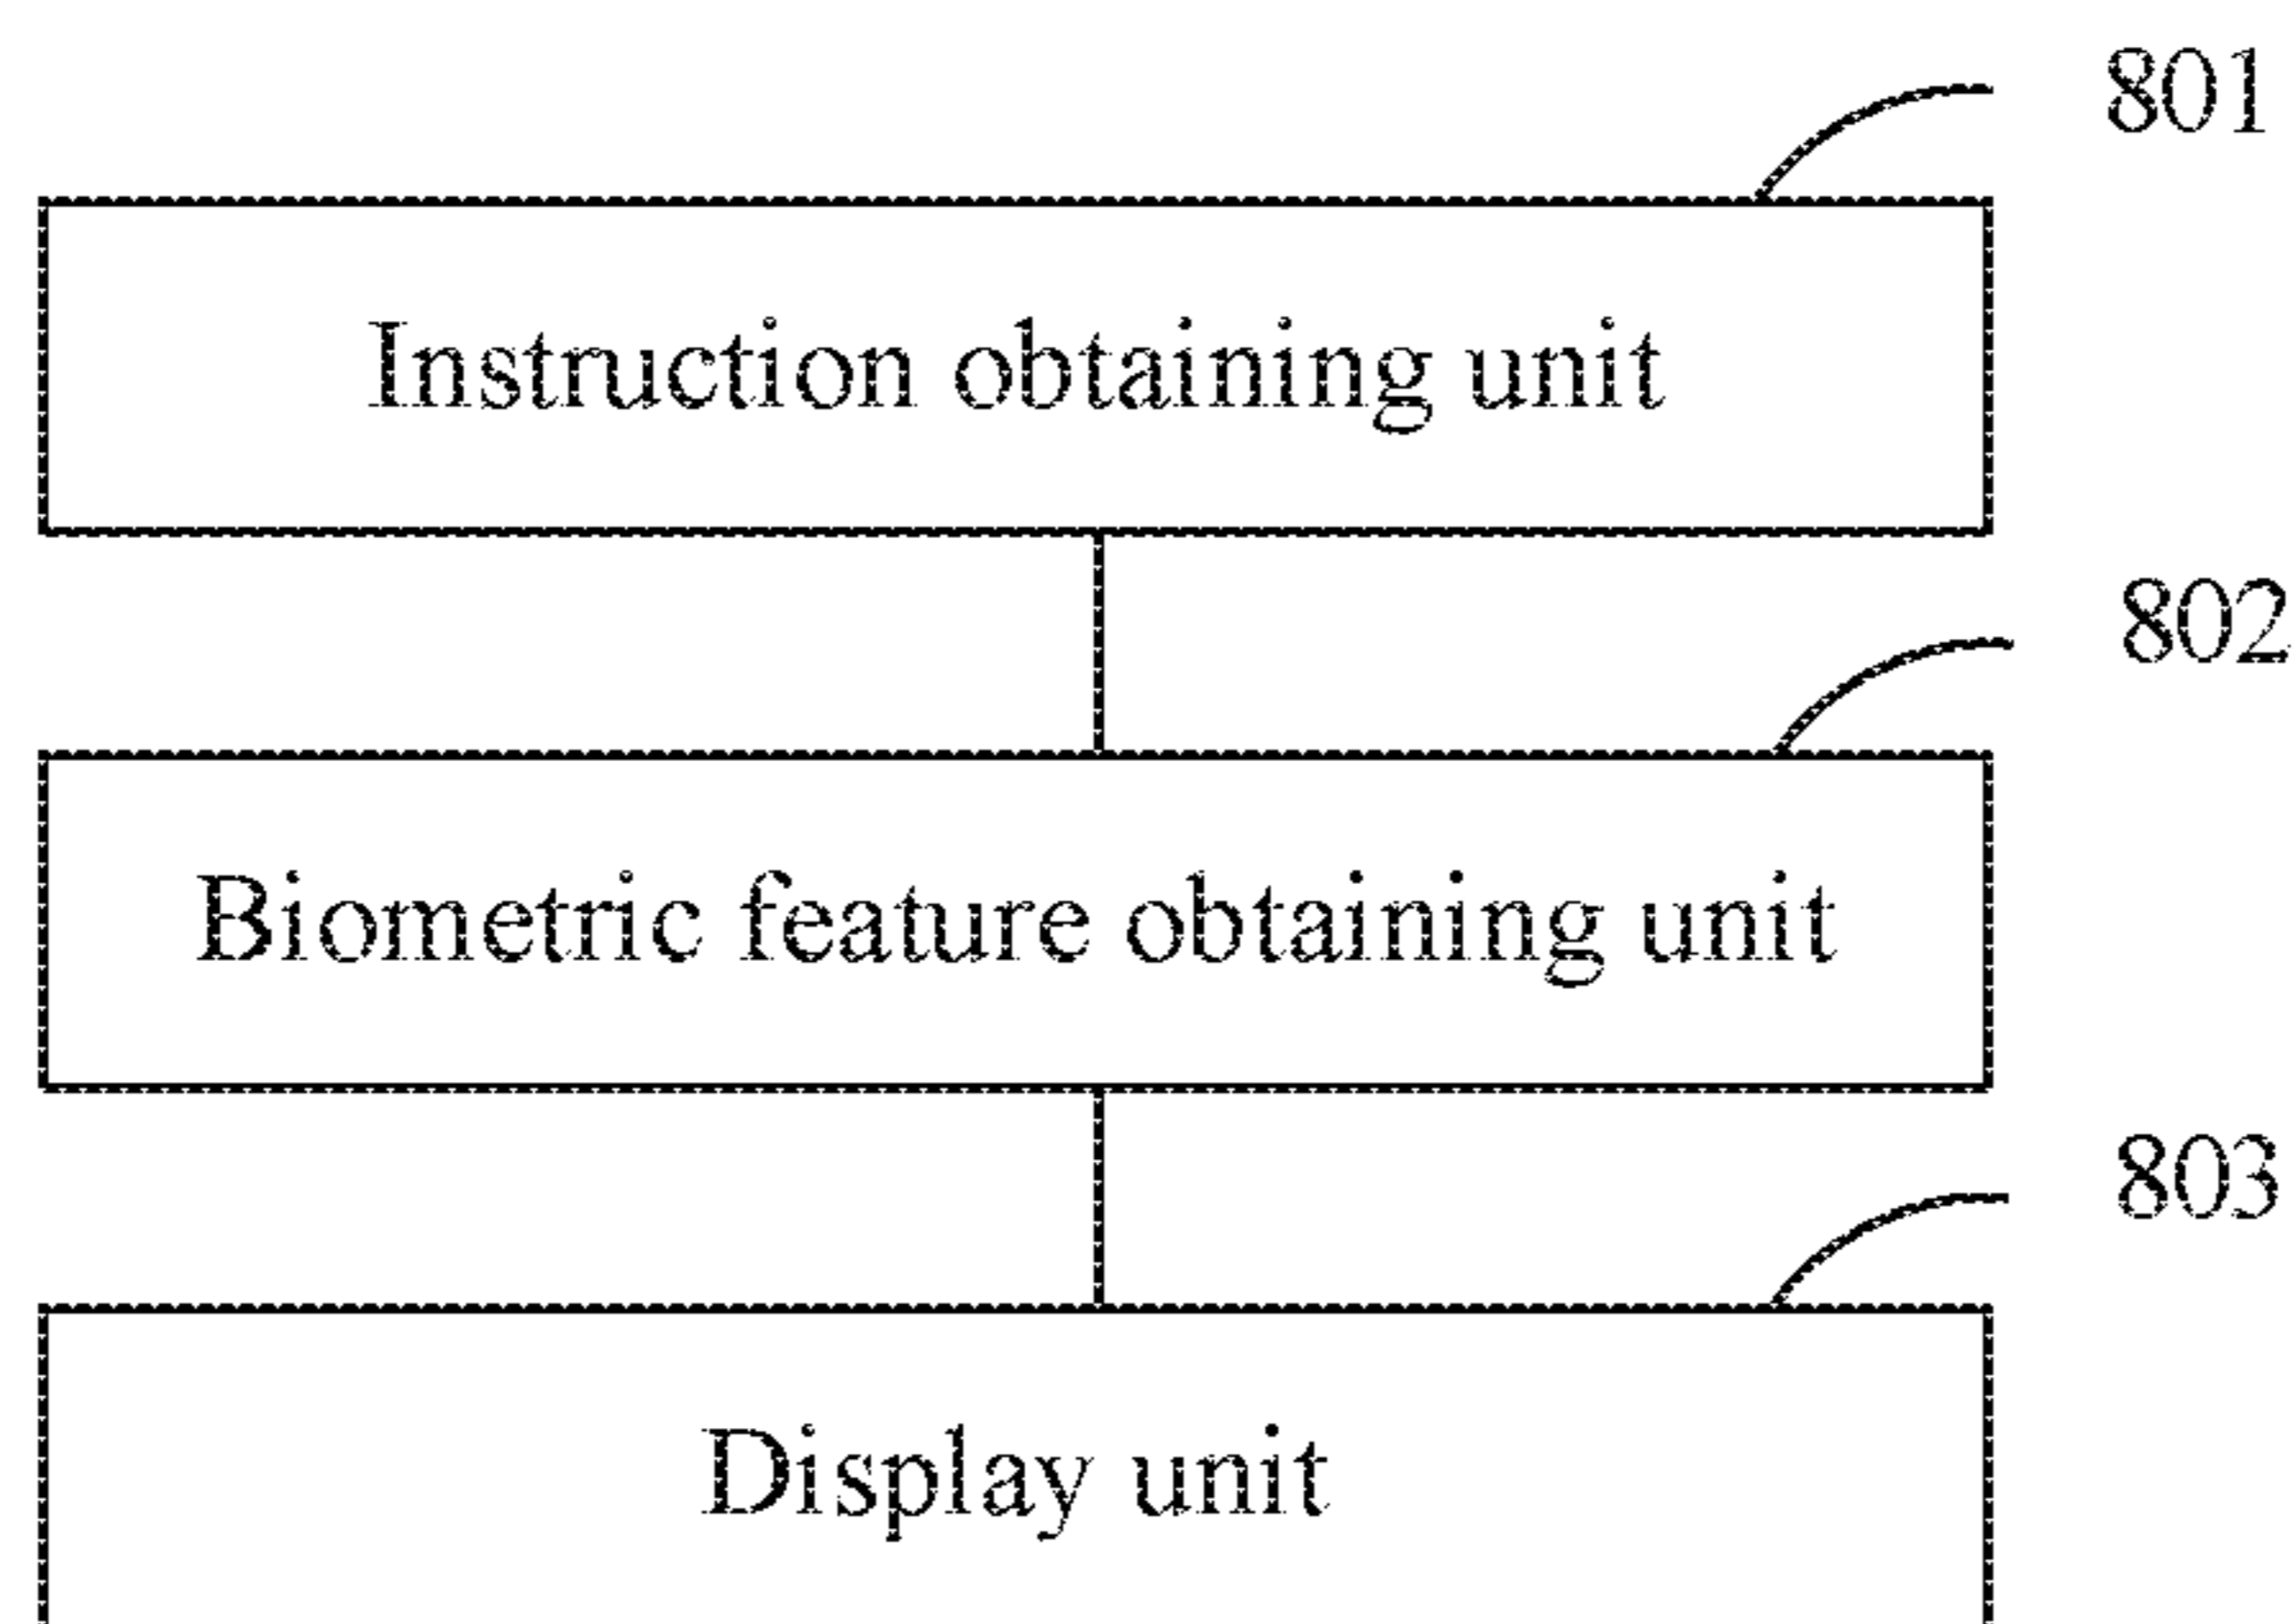 801
Instruction obtaining unit
802
Biometric feature obtaining unit
803
Display unit